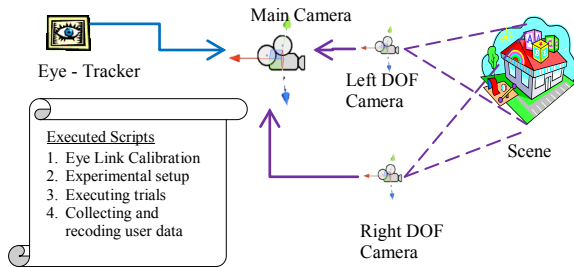 Main Camera
Eye - Tracker
Left DOF
Camera
Scene
Executed Scripts
1. Eye Link Calibration
2. Experimental setup
3. Executing trials
4. Collecting and
recoding user data
Right DOF
Camera